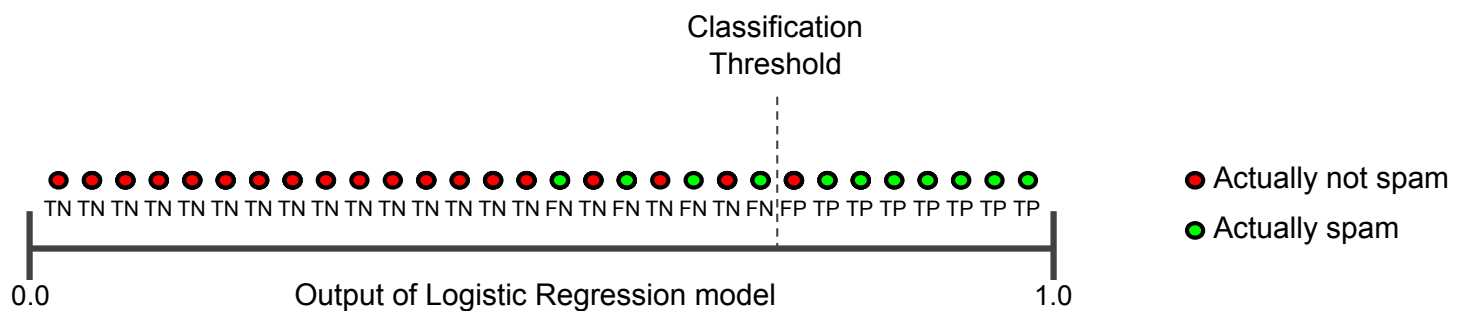 Classification
Threshold
TN TN TN TN TN TN TN TN TN TN TN TN TN TN TN FN TN FN TN FN TN FN FP TP TP TP TP TP TP TP
Actually not spam
Actually spam
0.0 Output of Logistic Regression model 1.0